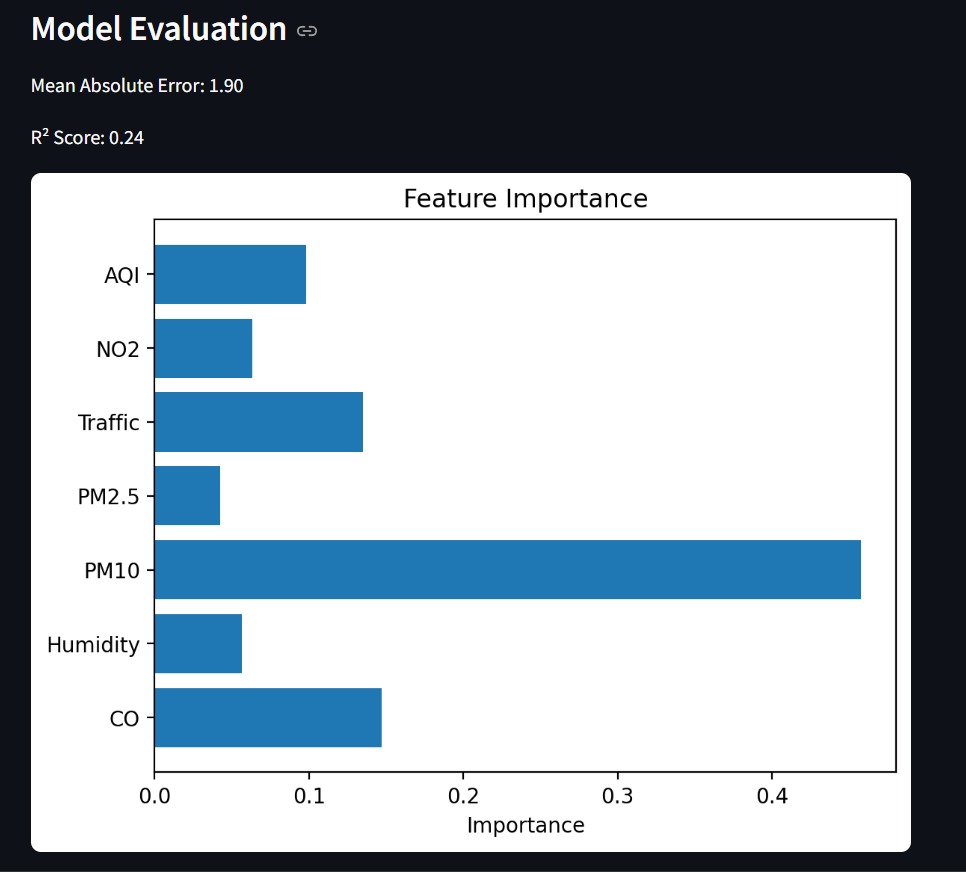 Model Evaluation
Mean Absolute Error: 1.90
R² Score: 0.24
Feature Importance
AQI
NO2
Traffic
PM2.5
PM10
Humidity
CO
0.0 0.1 0.2 0.3 0.4
Importance